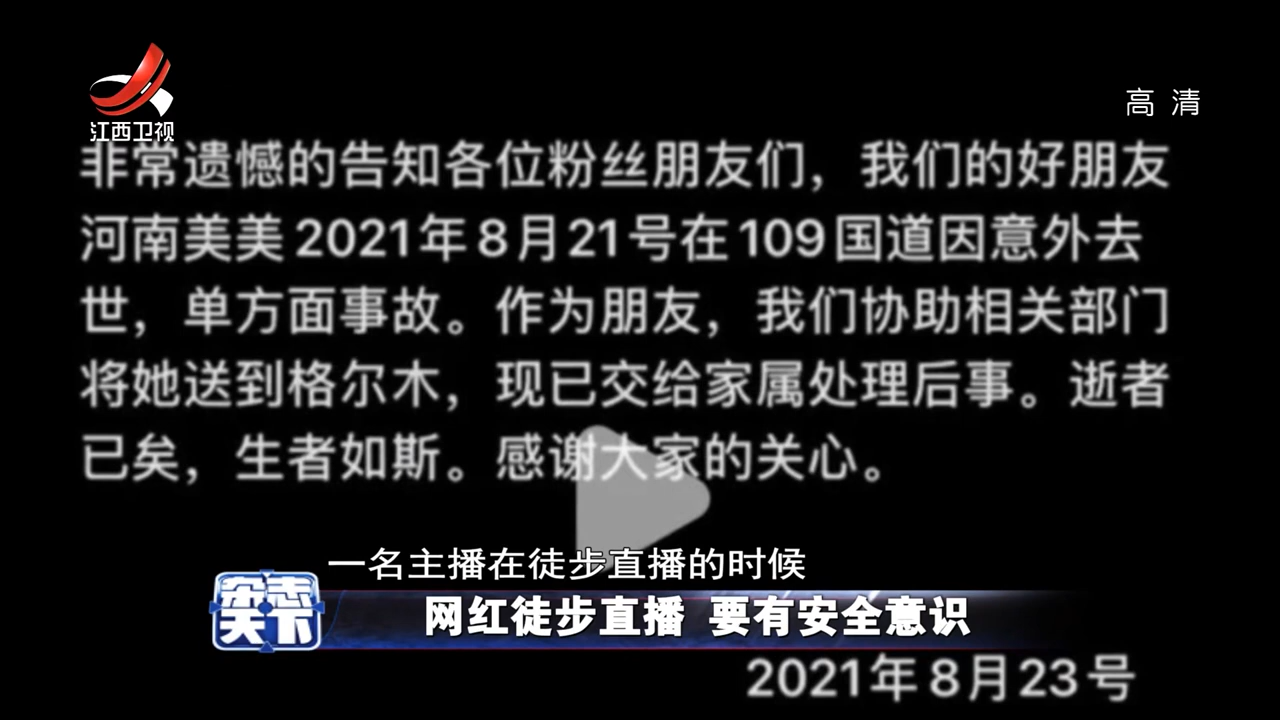 江西卫视
高清
非常遗憾的告知各位粉丝朋友们，我们的好朋友
河南美美2021年8月21号在109国道因意外去
世，单方面事故。作为朋友，我们协助相关部门
将她送到格尔木，现已交给家属处理后事。逝者
已矣，生者如斯。感谢大家的关心。
一名主播在徒步直播的时候
杂志天下
网红徒步直播 要有安全意识
2021年8月23号